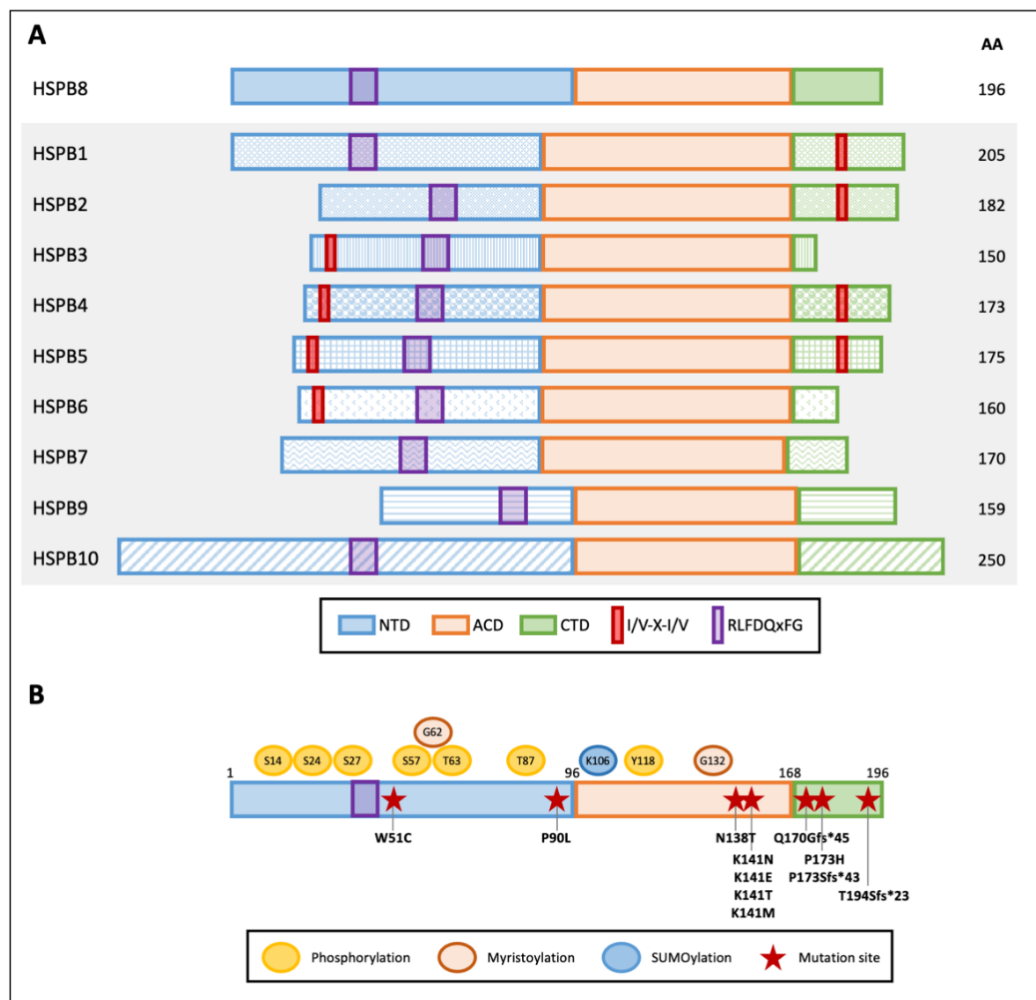 A
AA
HSPB8 196
HSPB1 205
HSPB2 182
HSPB3 150
HSPB4 173
HSPB5 175
HSPB6 160
HSPB7 170
HSPB9 159
HSPB10 250
NTD ACD CTD I/V-X-I/V RLFDQxFG
B
G62
S14 S24 S27 S57 T63 T87 K106 Y118 G132
1 96 168 196
W51C P90L N138T Q170Gfs*45
K141N P173H
K141E P173Sfs*43
K141T T194Sfs*23
K141M
Phosphorylation Myristoylation SUMOylation Mutation site